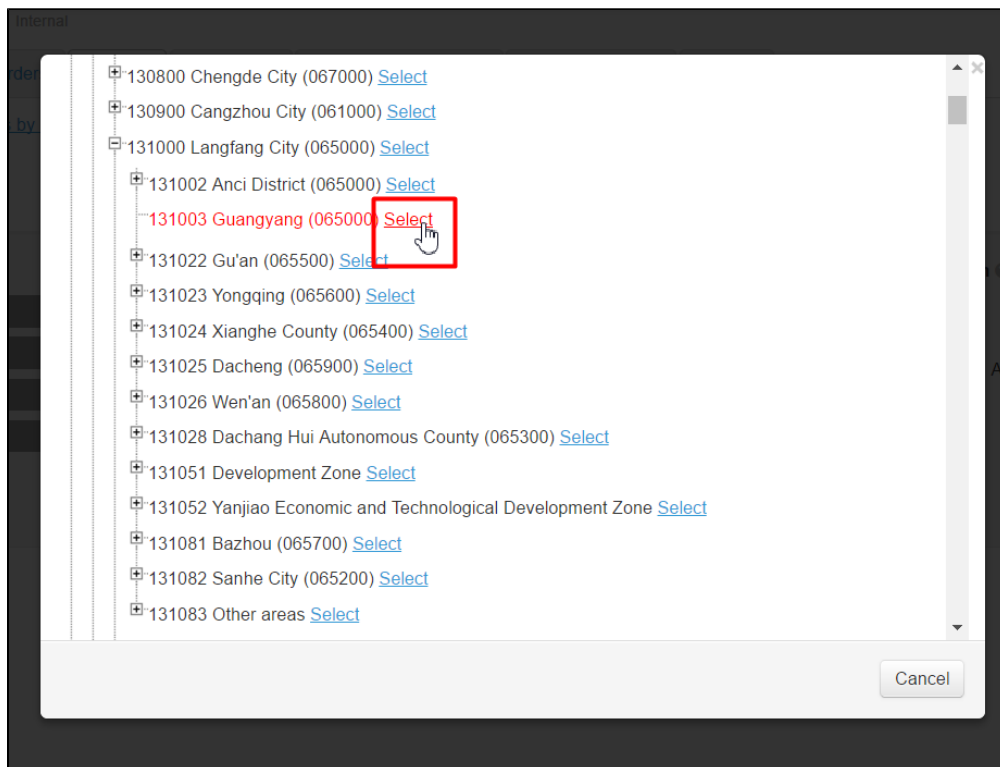 Internal
rder
s by
130800 Chengde City (067000) Select
130900 Cangzhou City (061000) Select
131000 Langfang City (065000) Select
131002 Anci District (065000) Select
131003 Guangyang (065000) Select
131022 Gu'an (065500) Select
131023 Yongqing (065600) Select
131024 Xianghe County (065400) Select
131025 Dacheng (065900) Select
131026 Wen'an (065800) Select
131028 Dachang Hui Autonomous County (065300) Select
131051 Development Zone Select
131052 Yanjiao Economic and Technological Development Zone Select
131081 Bazhou (065700) Select
131082 Sanhe City (065200) Select
131083 Other areas Select
Cancel